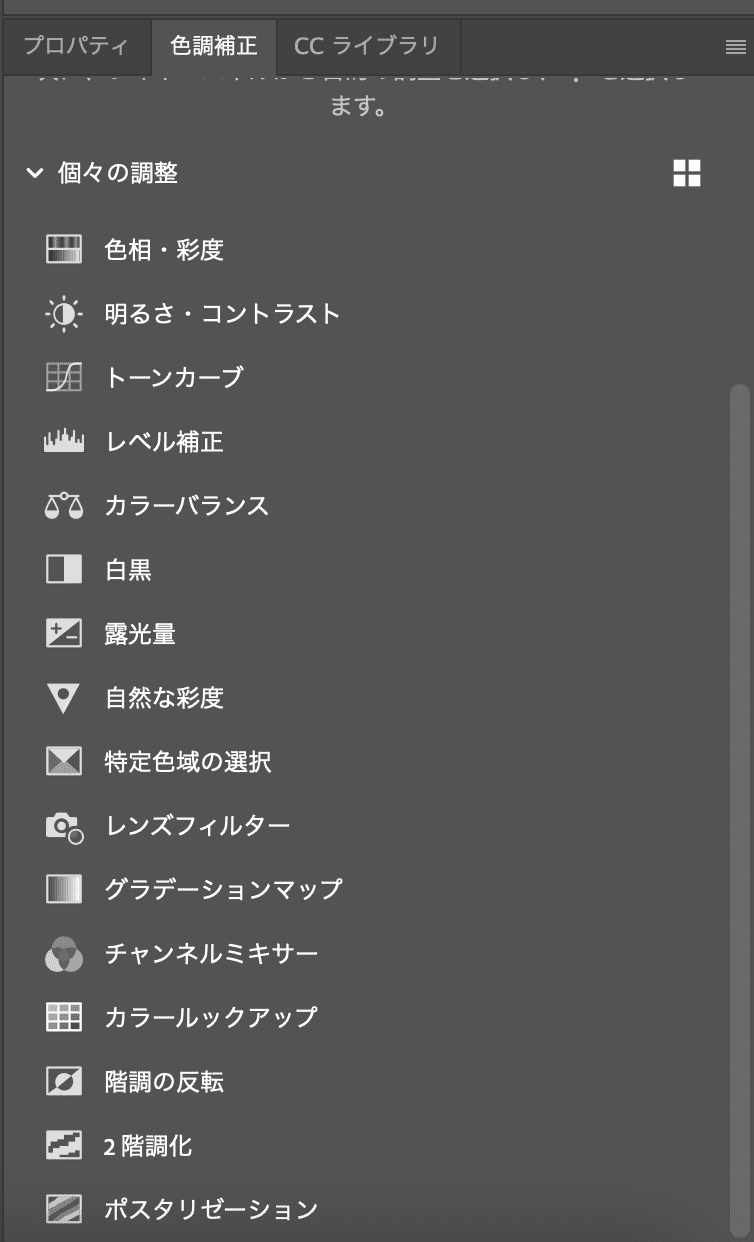 プロパティ 色調補正 CC ライブラリ
ます。
個々の調整
色相・彩度
明るさ・コントラスト
トーンカーブ
レベル補正
カラーバランス
白黒
露光量
自然な彩度
特定色域の選択
レンズフィルター
グラデーションマップ
チャンネルミキサー
カラールックアップ
階調の反転
2 階調化
ポスタリゼーション